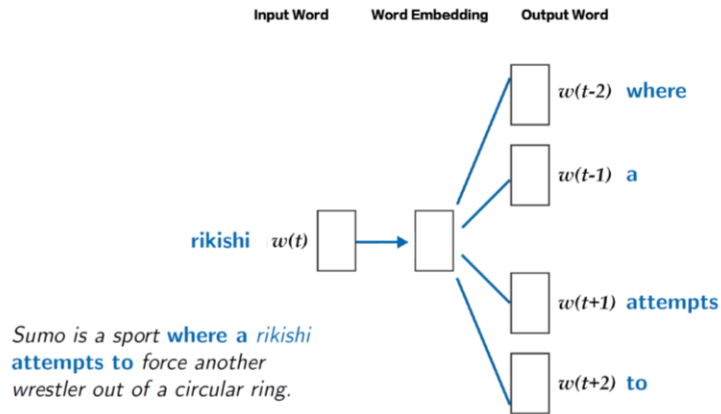 Input Word Word Embedding Output Word
w(t-2) where
w(t-1) a
rikishi w(t)
w(t+1) attempts
w(t+2) to
Sumo is a sport where a rikishi
attempts to force another
wrestler out of a circular ring.